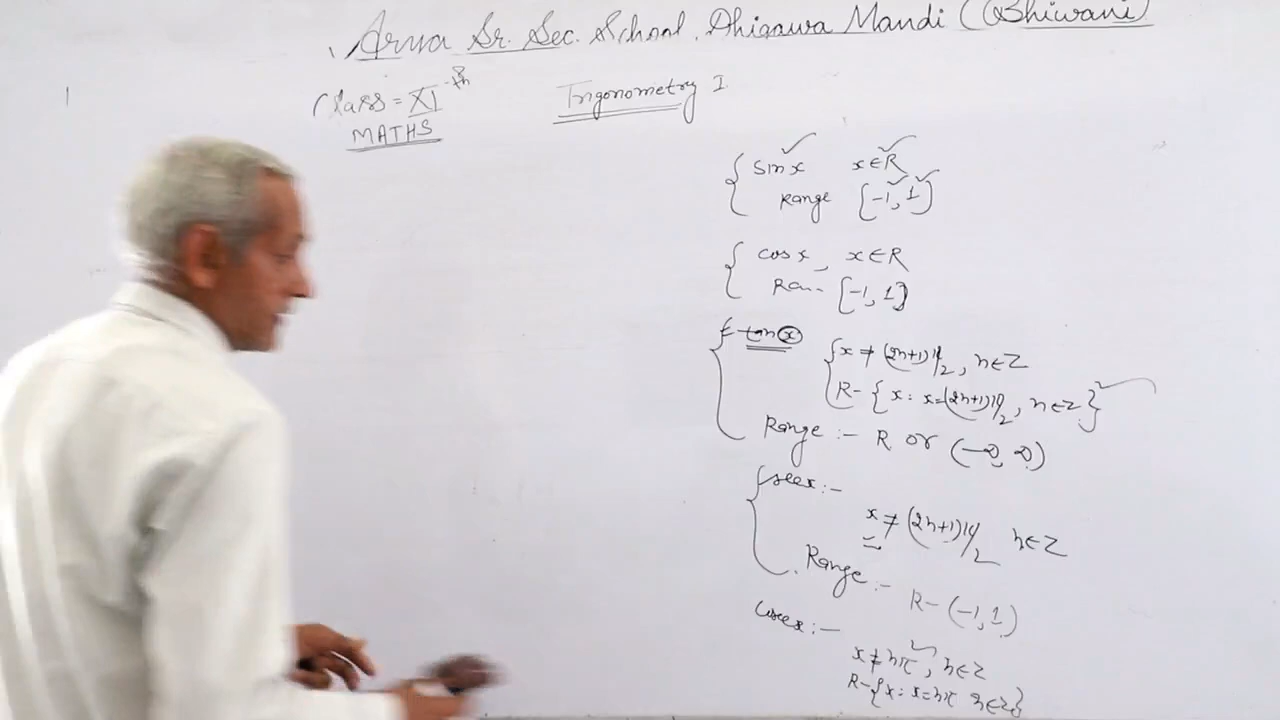 Arya Sr. Sec. School, Dhigawa Mandi (Bhiwani)
Class = XI th
MATHS
Trigonometry I
sin x x∈R
Range [-1, 1]
cos x, x∈R
Ran- [-1, 1]
tan x x ≠ (2n+1)π/2, n∈Z
R- {x : x=(2n+1)π/2, n∈Z}
Range :- R or (-∞, ∞)
sec x :-
x ≠ (2n+1)π/2 n∈Z
Range :- R- (-1, 1)
cosec x :-
x ≠ nπ, n∈Z
R-{x : x=nπ n∈Z}